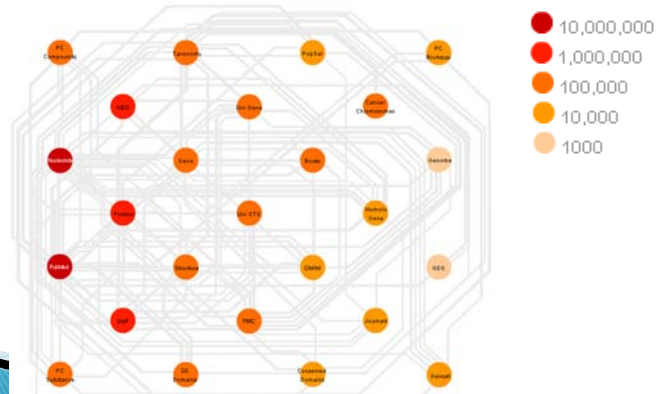 PC
Compounds
Taxonomy
PopSet
PC
BioAssay
10,000,000
1,000,000
100,000
10,000
1000
GEO
Uni Gene
Cancer
Chromosomes
Nucleotide
Gene
Books
Genome
Protein
Uni STS
Homolo
Gene
PubMed
Structure
OMIM
GDS
SNP
PMC
Journals
PC
Substance
3D
Domains
Conserved
Domains